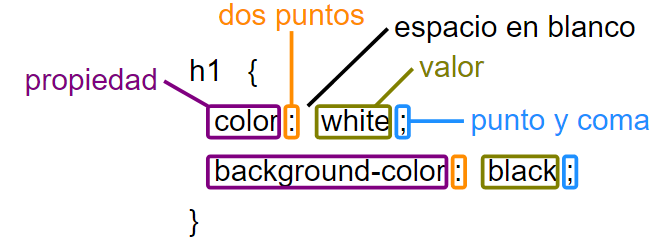 dos puntos
espacio en blanco
propiedad
h1 {
valor
color : white ;
punto y coma
background-color : black ;
}